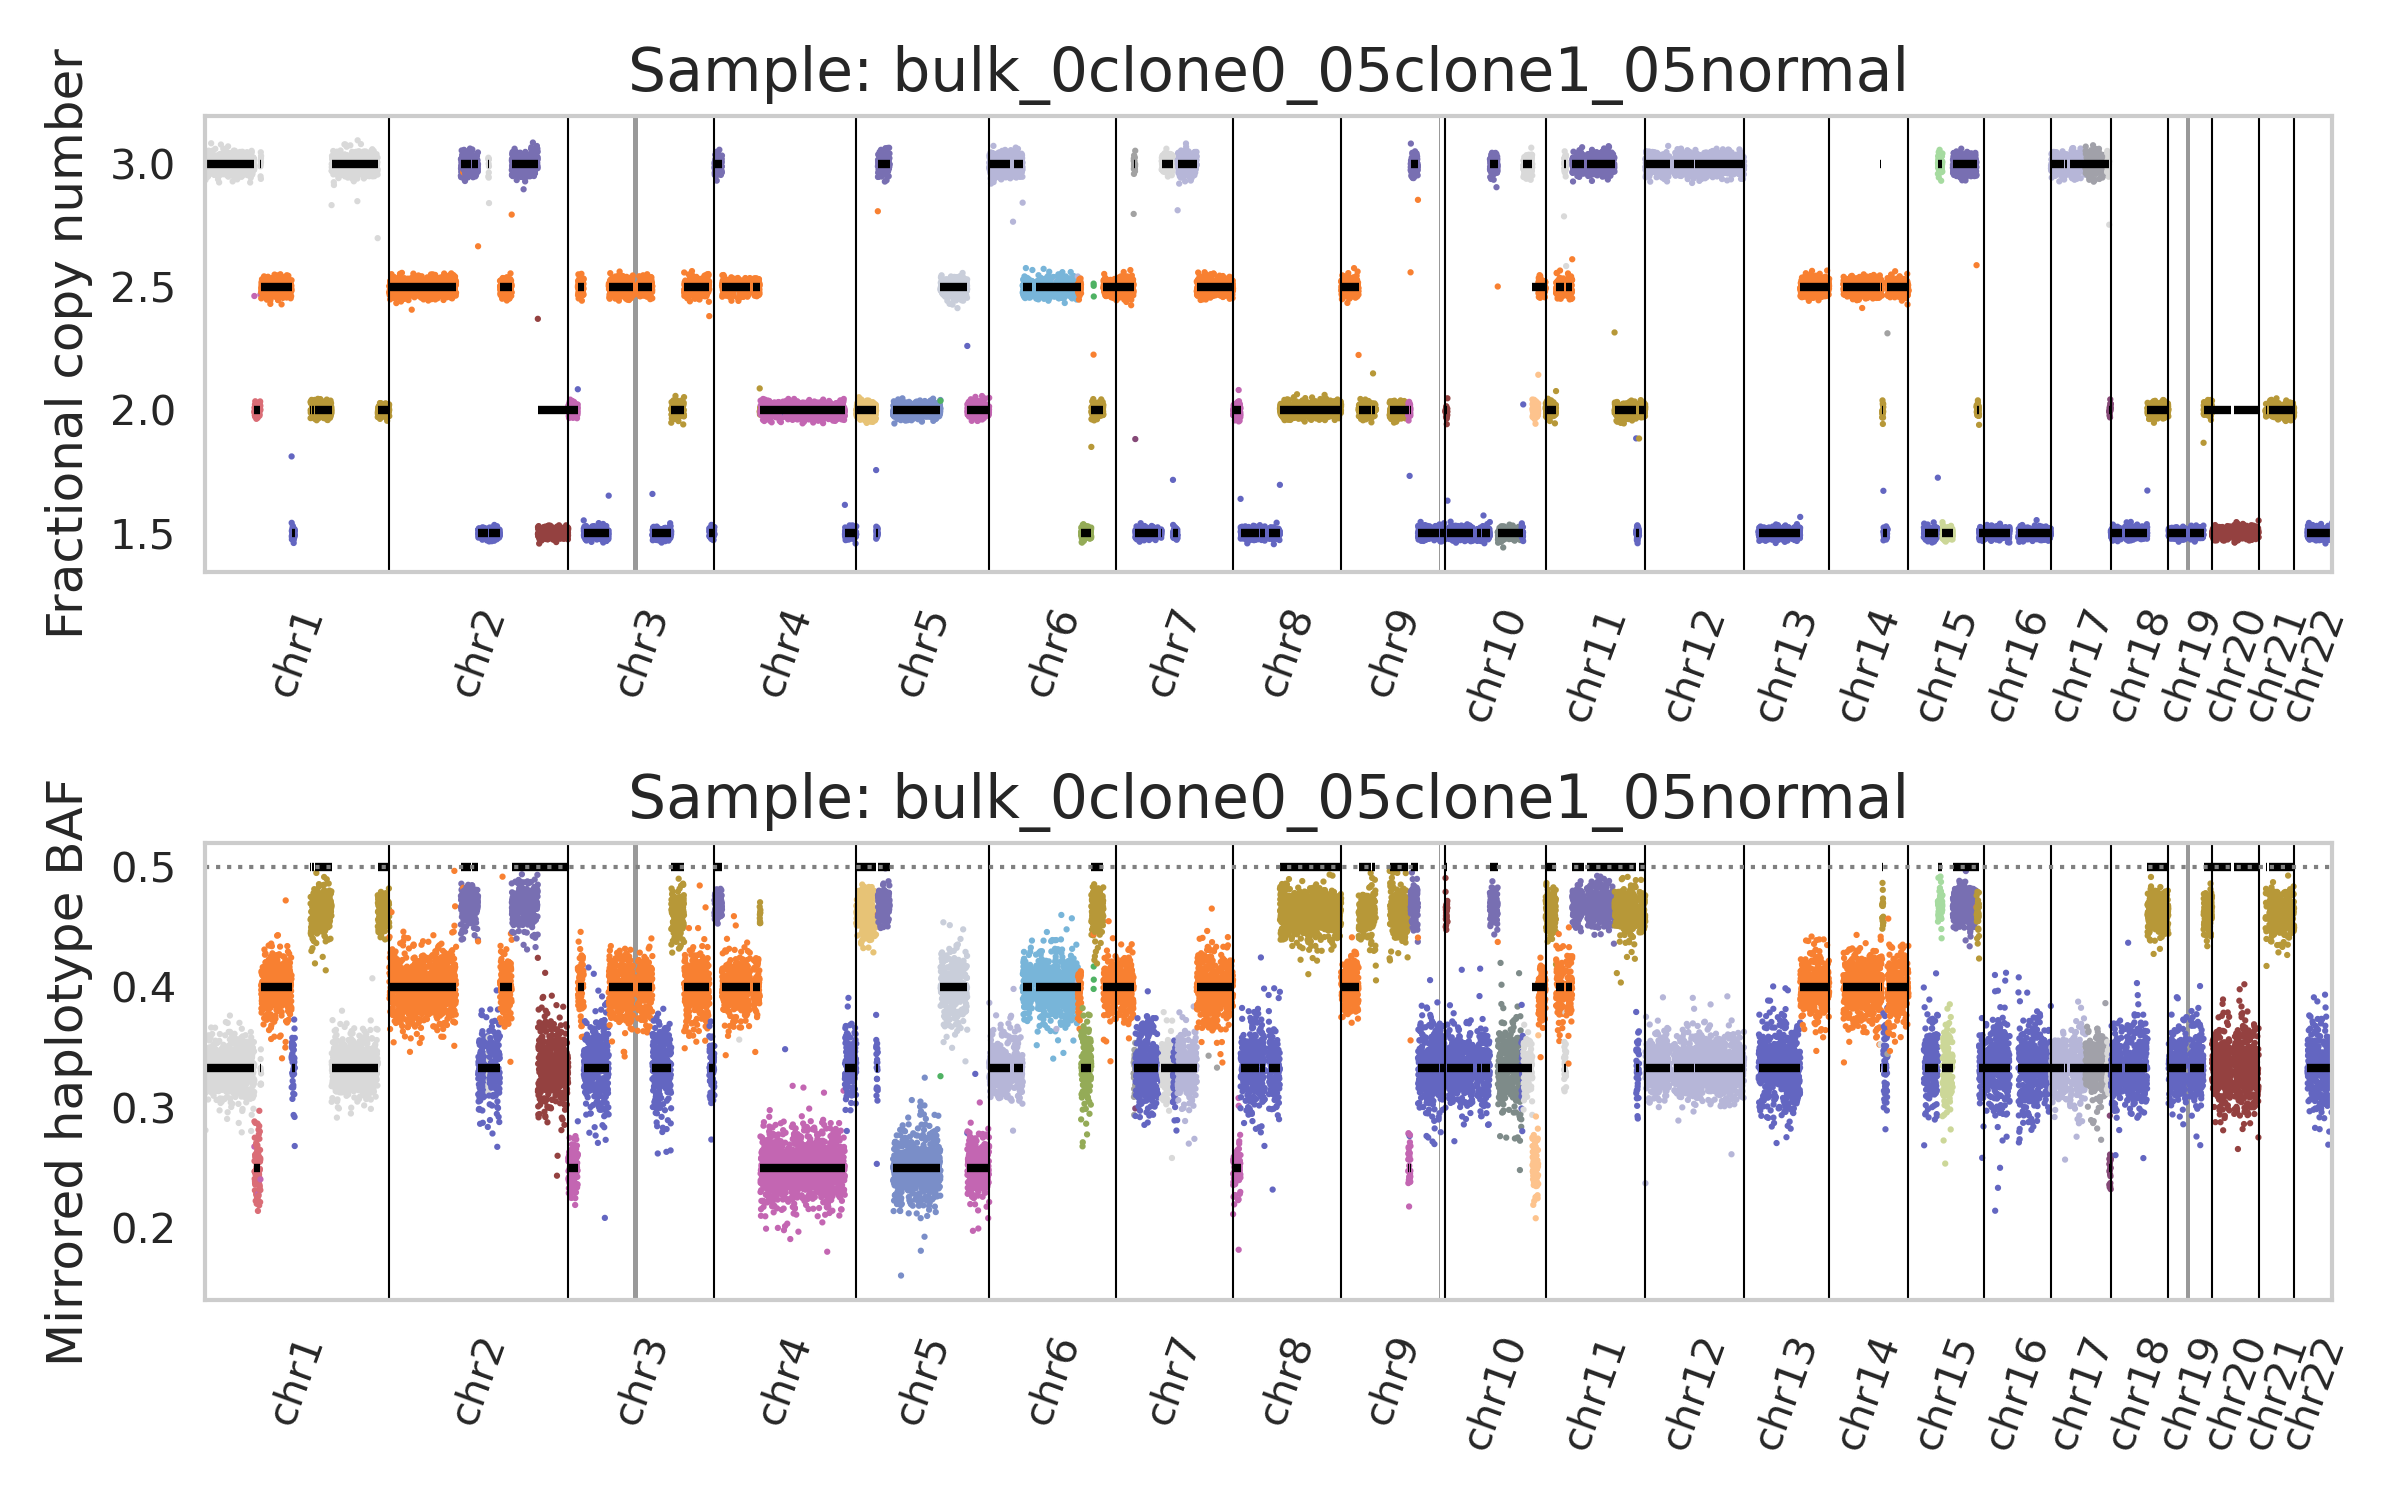 Sample: bulk_0clone0_05clone1_05normal
Fractional copy number
3.0
2.5
2.0
1.5
chr1
chr2
chr3
chr4
chr5
chr6
chr7
chr8
chr9
chr10
chr11
chr12
chr13
chr14
chr15
chr16
chr17
chr18
chr19
chr20
chr21
chr22
Sample: bulk_0clone0_05clone1_05normal
Mirrored haplotype BAF
0.5
0.4
0.3
0.2
chr1
chr2
chr3
chr4
chr5
chr6
chr7
chr8
chr9
chr10
chr11
chr12
chr13
chr14
chr15
chr16
chr17
chr18
chr19
chr20
chr21
chr22